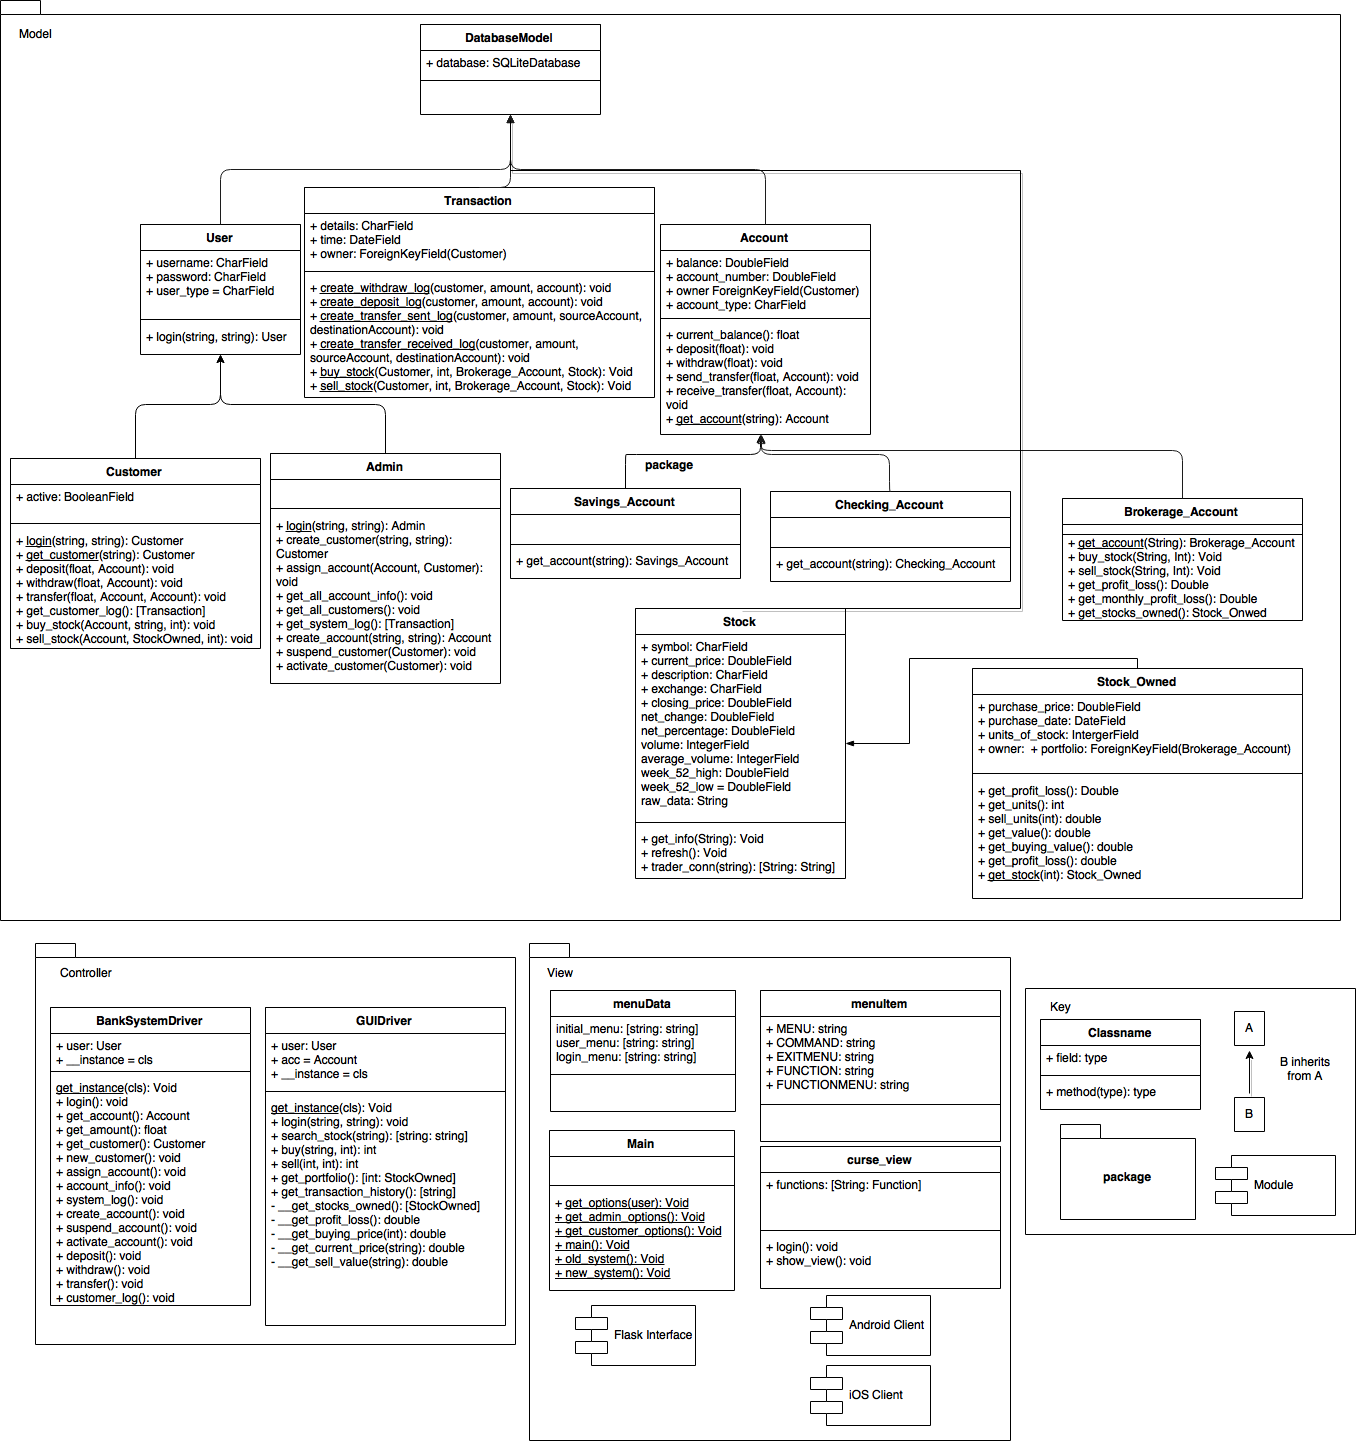 Model
DatabaseModel
+ database: SQLiteDatabase
User
+ username: CharField
+ password: CharField
+ user_type = CharField
+ login(string, string): User
Transaction
+ details: CharField
+ time: DateField
+ owner: ForeignKeyField(Customer)
+ create_withdraw_log(customer, amount, account): void
+ create_deposit_log(customer, amount, account): void
+ create_transfer_sent_log(customer, amount, sourceAccount,
destinationAccount): void
+ create_transfer_received_log(customer, amount,
sourceAccount, destinationAccount): void
+ buy_stock(Customer, int, Brokerage_Account, Stock): Void
+ sell_stock(Customer, int, Brokerage_Account, Stock): Void
Account
+ balance: DoubleField
+ account_number: DoubleField
+ owner ForeignKeyField(Customer)
+ account_type: CharField
+ current_balance(): float
+ deposit(float): void
+ withdraw(float): void
+ send_transfer(float, Account): void
+ receive_transfer(float, Account):
void
+ get_account(string): Account
Customer
+ active: BooleanField
+ login(string, string): Customer
+ get_customer(string): Customer
+ deposit(float, Account): void
+ withdraw(float, Account): void
+ transfer(float, Account, Account): void
+ get_customer_log(): [Transaction]
+ buy_stock(Account, string, int): void
+ sell_stock(Account, StockOwned, int): void
Admin
+ login(string, string): Admin
+ create_customer(string, string):
Customer
+ assign_account(Account, Customer):
void
+ get_all_account_info(): void
+ get_all_customers(): void
+ get_system_log(): [Transaction]
+ create_account(string, string): Account
+ suspend_customer(Customer): void
+ activate_customer(Customer): void
package
Savings_Account
+ get_account(string): Savings_Account
Checking_Account
+ get_account(string): Checking_Account
Brokerage_Account
+ get_account(String): Brokerage_Account
+ buy_stock(String, Int): Void
+ sell_stock(String, Int): Void
+ get_profit_loss(): Double
+ get_monthly_profit_loss(): Double
+ get_stocks_owned(): Stock_Onwed
Stock
+ symbol: CharField
+ current_price: DoubleField
+ description: CharField
+ exchange: CharField
+ closing_price: DoubleField
net_change: DoubleField
net_percentage: DoubleField
volume: IntegerField
average_volume: IntegerField
week_52_high: DoubleField
week_52_low = DoubleField
raw_data: String
+ get_info(String): Void
+ refresh(): Void
+ trader_conn(string): [String: String]
Stock_Owned
+ purchase_price: DoubleField
+ purchase_date: DateField
+ units_of_stock: IntergerField
+ owner:  + portfolio: ForeignKeyField(Brokerage_Account)
+ get_profit_loss(): Double
+ get_units(): int
+ sell_units(int): double
+ get_value(): double
+ get_buying_value(): double
+ get_profit_loss(): double
+ get_stock(int): Stock_Owned
Controller
BankSystemDriver
+ user: User
+ __instance = cls
get_instance(cls): Void
+ login(): void
+ get_account(): Account
+ get_amount(): float
+ get_customer(): Customer
+ new_customer(): void
+ assign_account(): void
+ account_info(): void
+ system_log(): void
+ create_account(): void
+ suspend_account(): void
+ activate_account(): void
+ deposit(): void
+ withdraw(): void
+ transfer(): void
+ customer_log(): void
GUIDriver
+ user: User
+ acc = Account
+ __instance = cls
get_instance(cls): Void
+ login(string, string): void
+ search_stock(string): [string: string]
+ buy(string, int): int
+ sell(int, int): int
+ get_portfolio(): [int: StockOwned]
+ get_transaction_history(): [string]
- __get_stocks_owned(): [StockOwned]
- __get_profit_loss(): double
- __get_buying_price(int): double
- __get_current_price(string): double
- __get_sell_value(string): double
View
menuData
initial_menu: [string: string]
user_menu: [string: string]
login_menu: [string: string]
menuItem
+ MENU: string
+ COMMAND: string
+ EXITMENU: string
+ FUNCTION: string
+ FUNCTIONMENU: string
Main
+ get_options(user): Void
+ get_admin_options(): Void
+ get_customer_options(): Void
+ main(): Void
+ old_system(): Void
+ new_system(): Void
curse_view
+ functions: [String: Function]
+ login(): void
+ show_view(): void
Flask Interface
Android Client
iOS Client
Key
Classname
+ field: type
+ method(type): type
A
B inherits
from A
B
package
Module